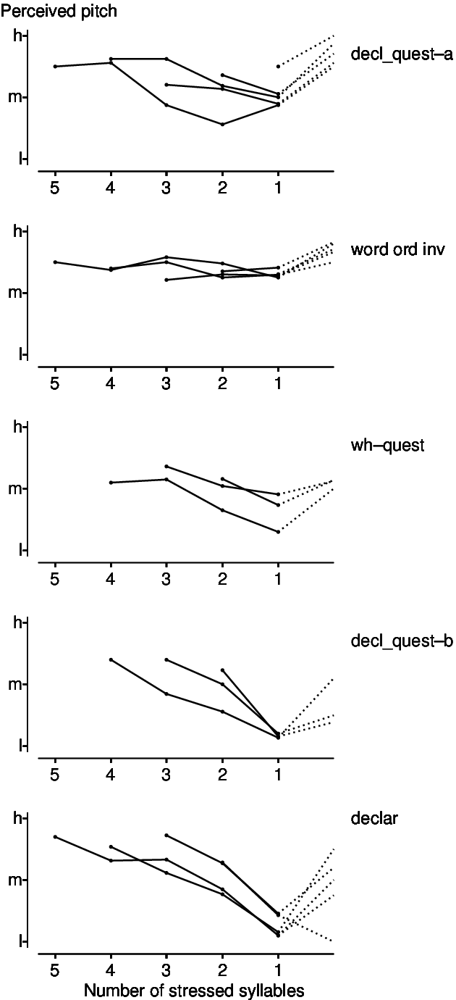 Perceived pitch
h
decl_quest–a
m
l
5 4 3 2 1
h
word ord inv
m
l
5 4 3 2 1
h
wh–quest
m
l
5 4 3 2 1
h
decl_quest–b
m
l
5 4 3 2 1
h
declar
m
l
5 4 3 2 1
Number of stressed syllables